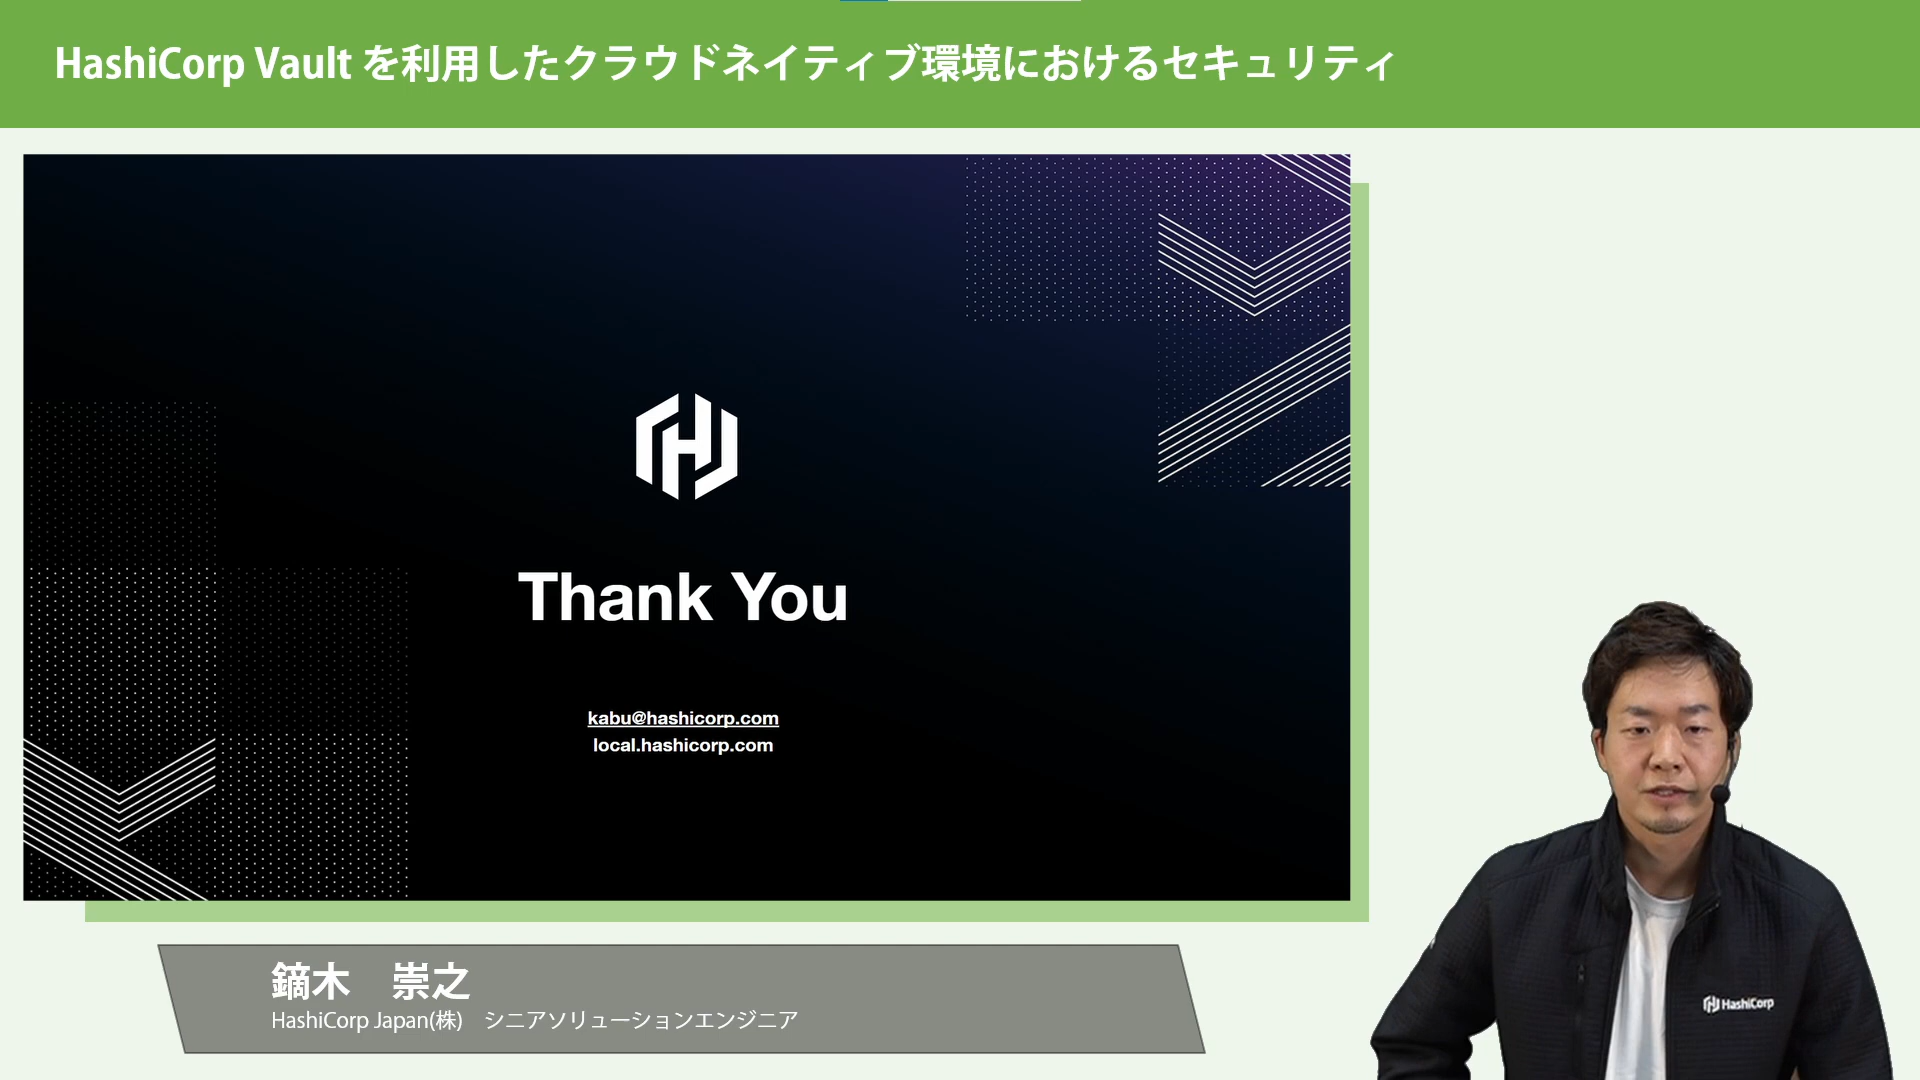 HashiCorp Vault を利用したクラウドネイティブ環境におけるセキュリティ
Thank You
kabu@hashicorp.com
local.hashicorp.com
鏑木　崇之
HashiCorp Japan(株)　シニアソリューションエンジニア
HashiCorp